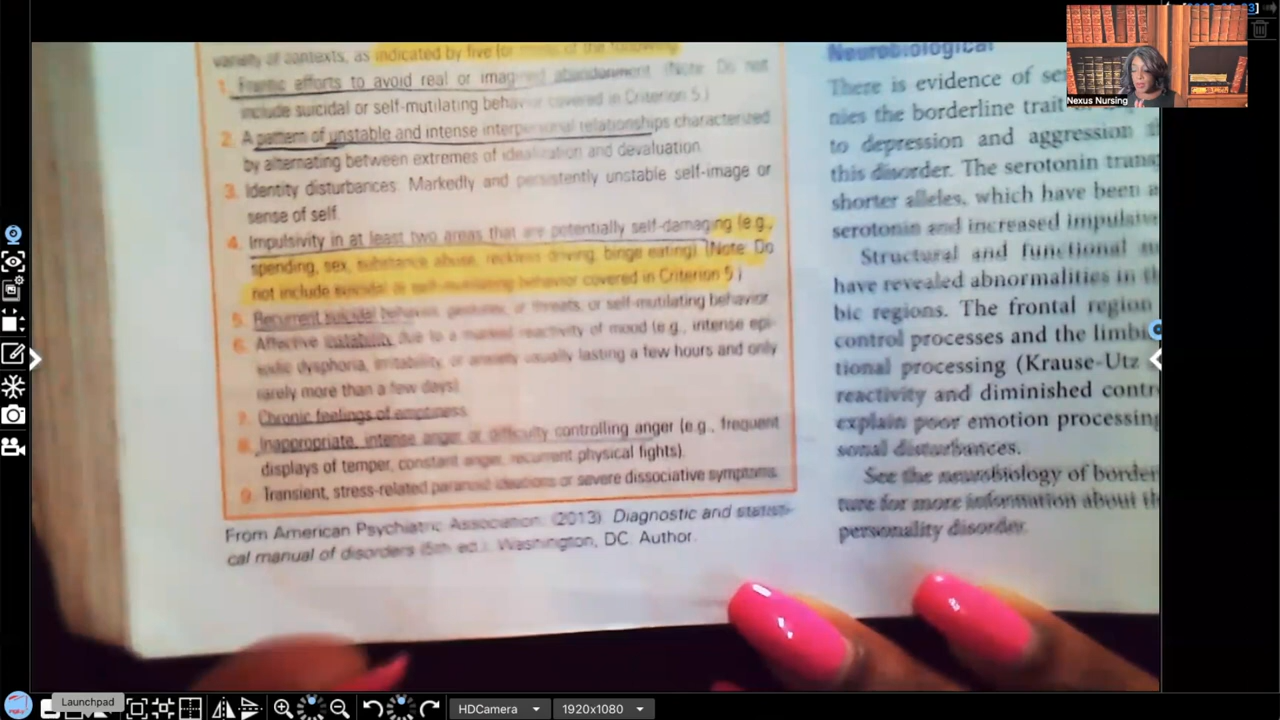 variety of contexts, as indicated by five (or more) of the following:
1. Frantic efforts to avoid real or imagined abandonment. (Note: Do not
include suicidal or self-mutilating behavior covered in Criterion 5.)
2. A pattern of unstable and intense interpersonal relationships characterized
by alternating between extremes of idealization and devaluation.
3. Identity disturbances: Markedly and persistently unstable self-image or
sense of self.
4. Impulsivity in at least two areas that are potentially self-damaging (e.g.,
spending, sex, substance abuse, reckless driving, binge eating) (Note: Do
not include suicidal or self-mutilating behavior covered in Criterion 5.)
5. Recurrent suicidal behavior, gestures, or threats, or self-mutilating behavior.
6. Affective instability due to a marked reactivity of mood (e.g., intense epi-
sodic dysphoria, irritability, or anxiety usually lasting a few hours and only
rarely more than a few days)
7. Chronic feelings of emptiness.
8. Inappropriate, intense anger or difficulty controlling anger (e.g., frequent
displays of temper, constant anger, recurrent physical fights).
9. Transient, stress-related paranoid ideations or severe dissociative symptoms.
From American Psychiatric Association. (2013). Diagnostic and statisti-
cal manual of disorders (5th ed.). Washington, DC: Author.
Neurobiological
There is evidence of
nies the borderline trait
to depression and aggression
this disorder. The serotonin
shorter alleles, which have been
serotonin and increased
Structural and functional
have revealed abnormalities in
bic regions. The frontal region
control processes and the
tional processing (Krause-Utz
reactivity and diminished
explain poor emotion processing
sonal disturbances.
See the neurobiology of
ture for more information about
personality disorder.
Nexus Nursing
Launchpad
HDCamera
1920x1080